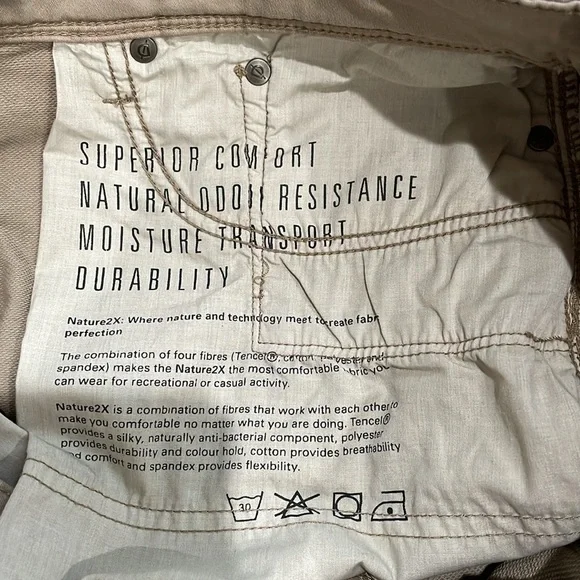 SUPERIOR COMFORT
NATURAL ODOR RESISTANCE
MOISTURE TRANSPORT
DURABILITY
Nature2X: Where nature and technology meet to create fabric
perfection
The combination of four fibres (Tencel®, cotton, polyester and
spandex) makes the Nature2X the most comfortable fabric you
can wear for recreational or casual activity.
Nature2X is a combination of fibres that work with each other to
make you comfortable no matter what you are doing. Tencel®
provides a silky, naturally anti-bacterial component, polyester
provides durability and colour hold, cotton provides breathability
and comfort and spandex provides flexibility.
30